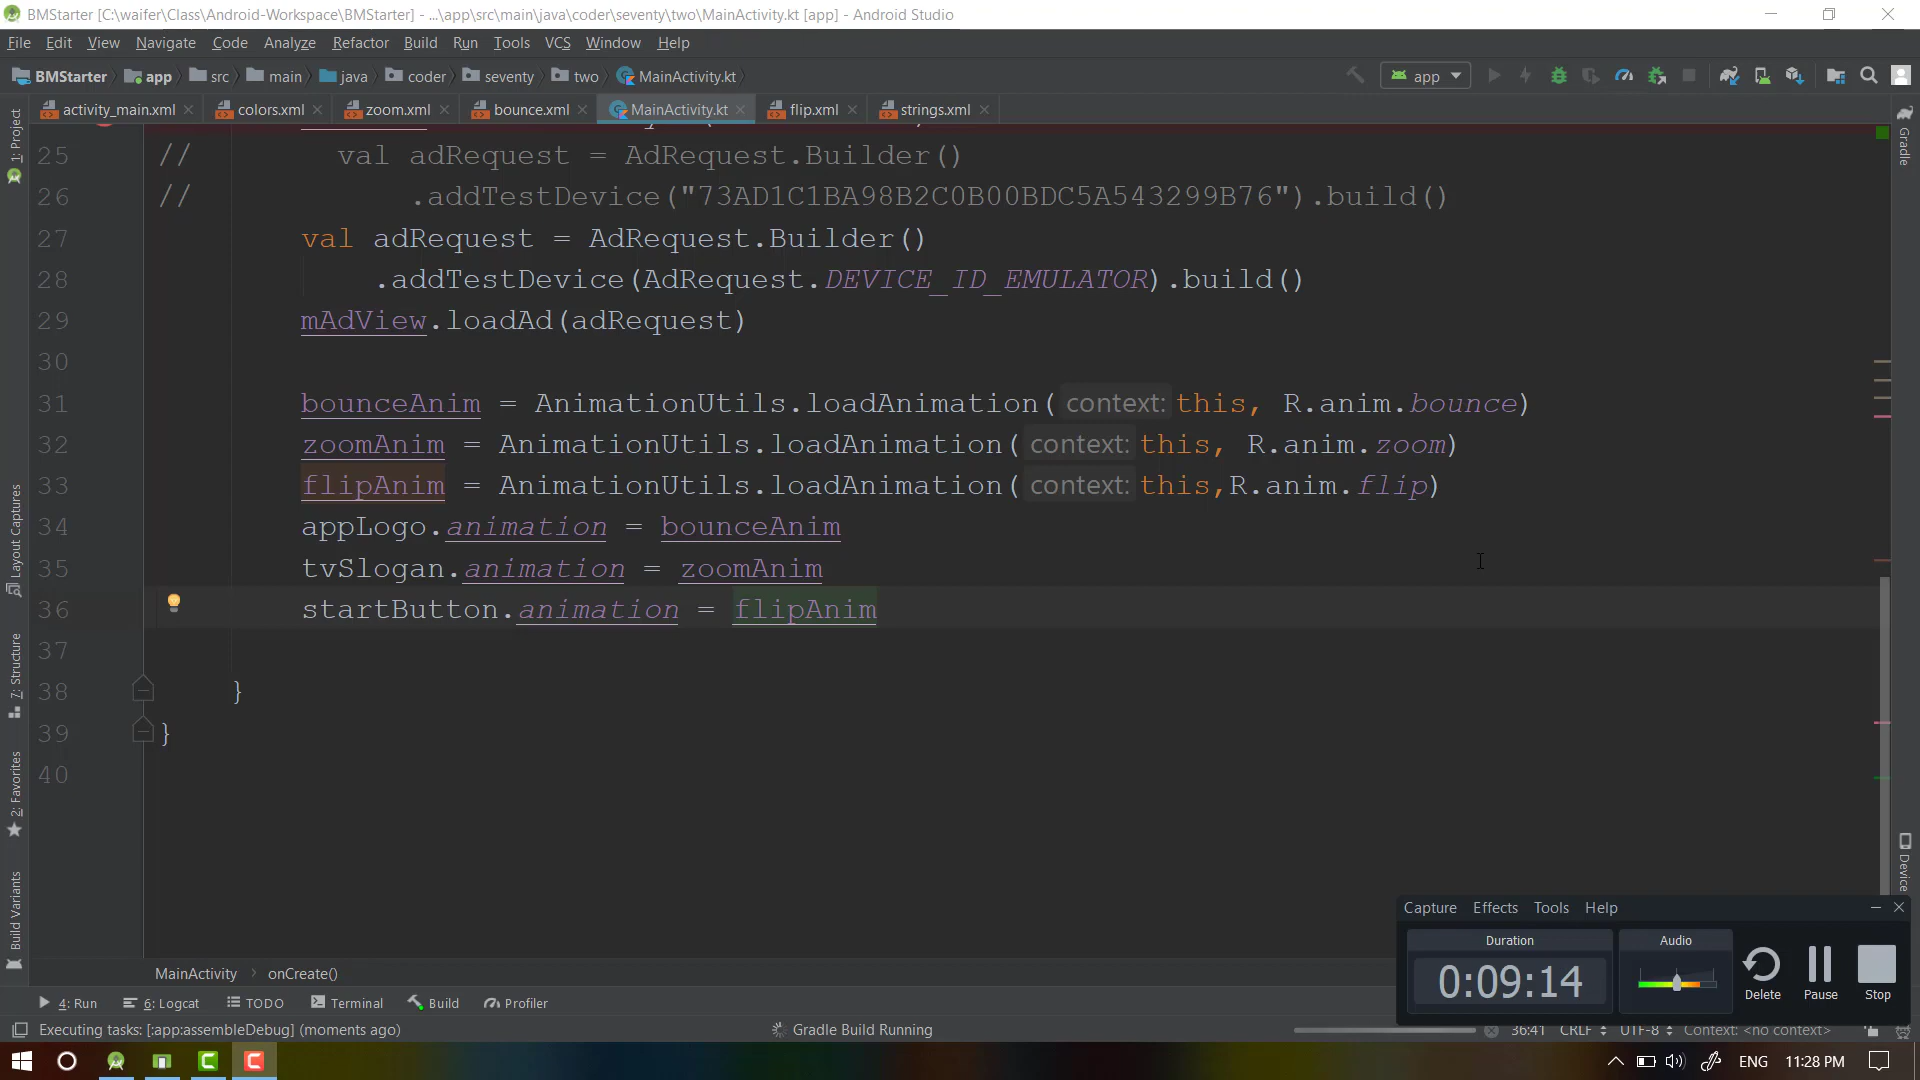 BMStarter [C:\waifer\Class\Android-Workspace\BMStarter] - ...\app\src\main\java\coder\seventy\two\MainActivity.kt [app] - Android Studio
File Edit View Navigate Code Analyze Refactor Build Run Tools VCS Window Help
BMStarter app src main java coder seventy two MainActivity.kt app
activity_main.xml colors.xml zoom.xml bounce.xml MainActivity.kt flip.xml strings.xml
1: Project
Layout Captures
7: Structure
2: Favorites
Build Variants
25 // val adRequest = AdRequest.Builder()
26 // .addTestDevice("73AD1C1BA98B2C0B00BDC5A543299B76").build()
27 val adRequest = AdRequest.Builder()
28 .addTestDevice(AdRequest.DEVICE_ID_EMULATOR).build()
29 mAdView.loadAd(adRequest)
30
31 bounceAnim = AnimationUtils.loadAnimation( context: this, R.anim.bounce)
32 zoomAnim = AnimationUtils.loadAnimation( context: this, R.anim.zoom)
33 flipAnim = AnimationUtils.loadAnimation( context: this,R.anim.flip)
34 appLogo.animation = bounceAnim
35 tvSlogan.animation = zoomAnim
36 startButton.animation = flipAnim
37
38 }
39 }
40
Gradle
Device
Capture Effects Tools Help
Duration Audio
0:09:14
Delete Pause Stop
MainActivity > onCreate()
4: Run 6: Logcat TODO Terminal Build Profiler
Executing tasks: [:app:assembleDebug] (moments ago) Gradle Build Running 36:41 CRLF UTF-8 Context: <no context>
ENG 11:28 PM